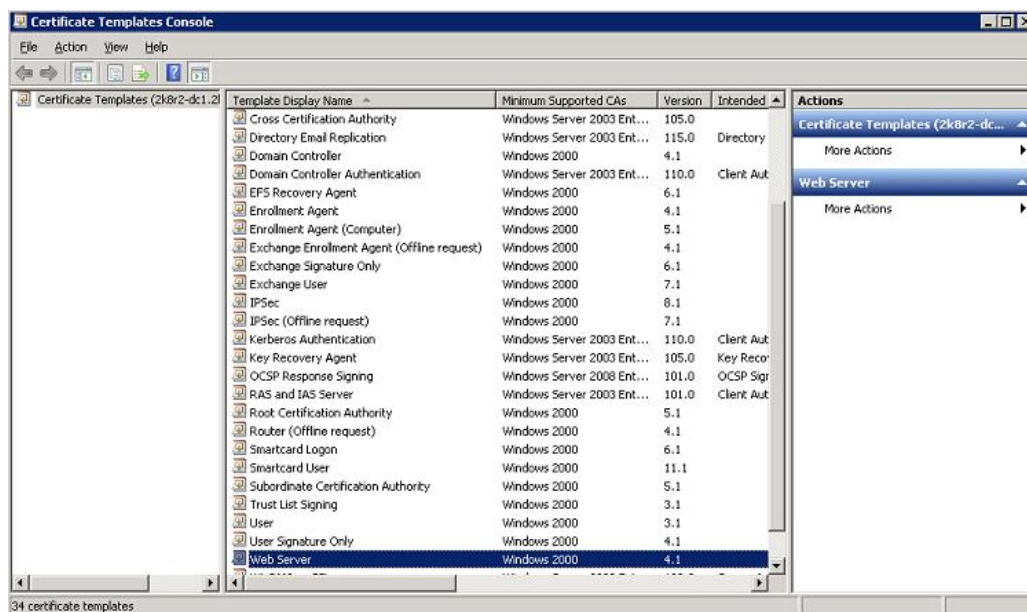 Certificate Templates Console
File Action View Help
Certificate Templates (2k8r2-dc1.2l
Template Display Name Minimum Supported CAs Version Intended
Cross Certification Authority Windows Server 2003 Ent... 105.0
Directory Email Replication Windows Server 2003 Ent... 115.0 Directory
Domain Controller Windows 2000 4.1
Domain Controller Authentication Windows Server 2003 Ent... 110.0 Client Aut
EFS Recovery Agent Windows 2000 6.1
Enrollment Agent Windows 2000 4.1
Enrollment Agent (Computer) Windows 2000 5.1
Exchange Enrollment Agent (Offline request) Windows 2000 4.1
Exchange Signature Only Windows 2000 6.1
Exchange User Windows 2000 7.1
IPSec Windows 2000 8.1
IPSec (Offline request) Windows 2000 7.1
Kerberos Authentication Windows Server 2003 Ent... 110.0 Client Aut
Key Recovery Agent Windows Server 2003 Ent... 105.0 Key Recov
OCSP Response Signing Windows Server 2008 Ent... 101.0 OCSP Sign
RAS and IAS Server Windows Server 2003 Ent... 101.0 Client Aut
Root Certification Authority Windows 2000 5.1
Router (Offline request) Windows 2000 4.1
Smartcard Logon Windows 2000 6.1
Smartcard User Windows 2000 11.1
Subordinate Certification Authority Windows 2000 5.1
Trust List Signing Windows 2000 3.1
User Windows 2000 3.1
User Signature Only Windows 2000 4.1
Web Server Windows 2000 4.1
Actions
Certificate Templates (2k8r2-dc...
More Actions
Web Server
More Actions
34 certificate templates